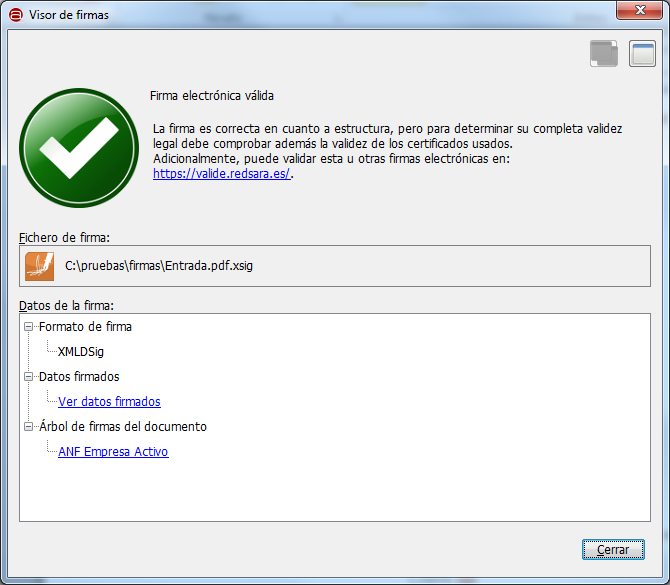 Visor de firmas
Firma electrónica válida
La firma es correcta en cuanto a estructura, pero para determinar su completa validez
legal debe comprobar además la validez de los certificados usados.
Adicionalmente, puede validar esta u otras firmas electrónicas en:
https://valide.redsara.es/.
Fichero de firma:
C:\pruebas\firmas\Entrada.pdf.xsig
Datos de la firma:
Formato de firma
XMLDSig
Datos firmados
Ver datos firmados
Árbol de firmas del documento
ANF Empresa Activo
Cerrar